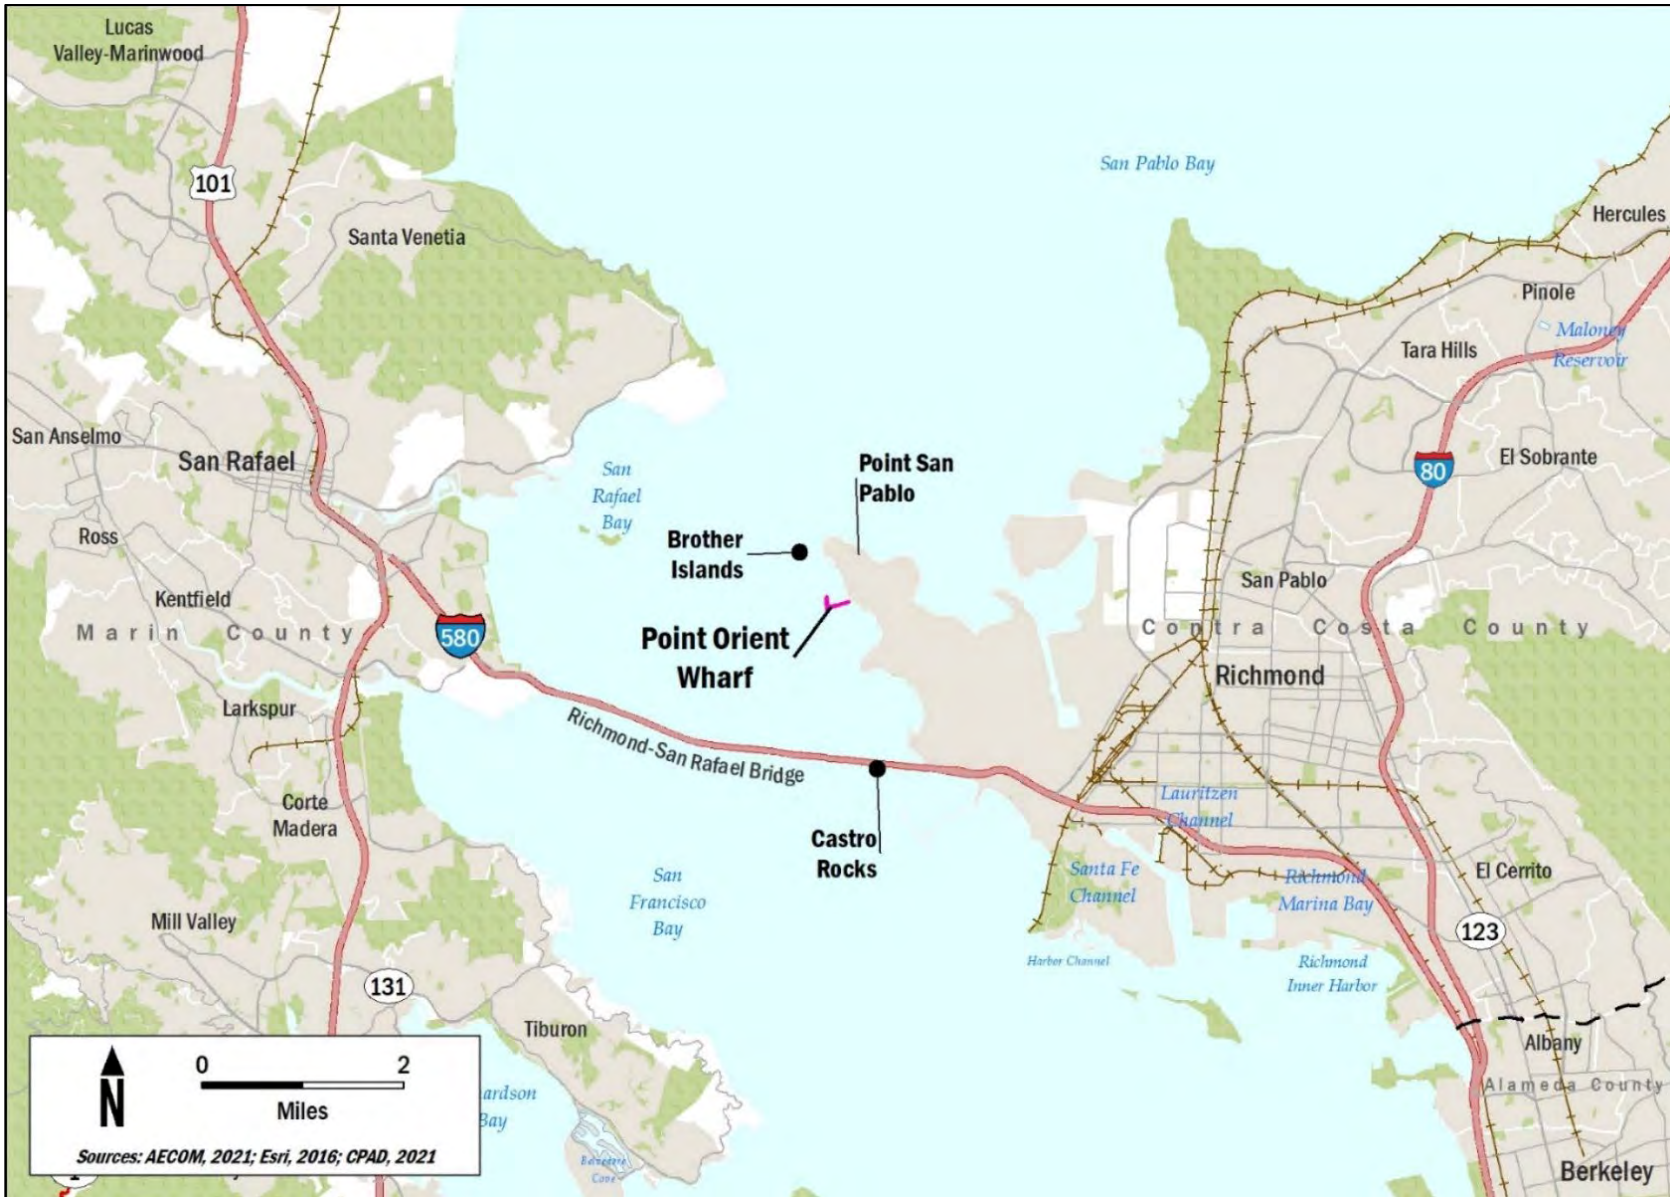 Lucas
Valley-Marinwood
101
San Pablo Bay
Hercules
Santa Venetia
Pinole
Maloney
Reservoir
Tara Hills
San Anselmo
San Rafael
San
Rafael
Bay
Point San
Pablo
80
El Sobrante
Ross
Brother
Islands
San Pablo
Kentfield
Marin County
580
Point Orient
Wharf
Contra Costa County
Richmond
Larkspur
Richmond-San Rafael Bridge
Corte
Madera
Castro
Rocks
Lauritzen
Channel
Santa Fe
Channel
Richmond
Marina Bay
El Cerrito
San
Francisco
Bay
Mill Valley
123
Harbor Channel
Richmond
Inner Harbor
131
Tiburon
Albany
Alameda County
ardson
Bay
Belvedere
Cove
Berkeley
N
0 2
Miles
Sources: AECOM, 2021; Esri, 2016; CPAD, 2021